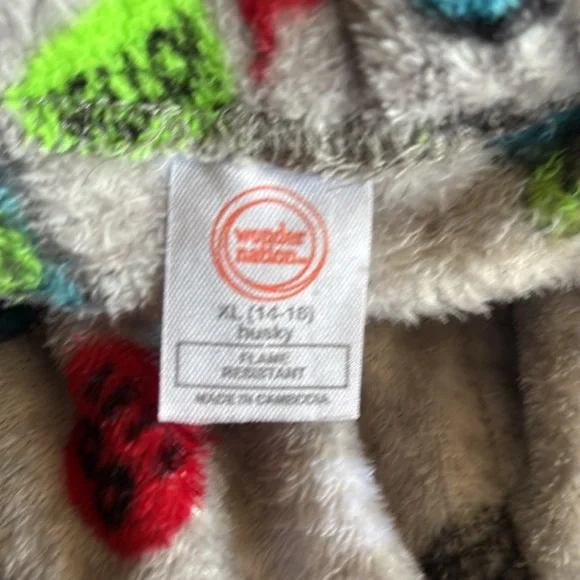 wonder
nation
XL (14-16)
husky
FLAME
RESISTANT
MADE IN CAMBODIA